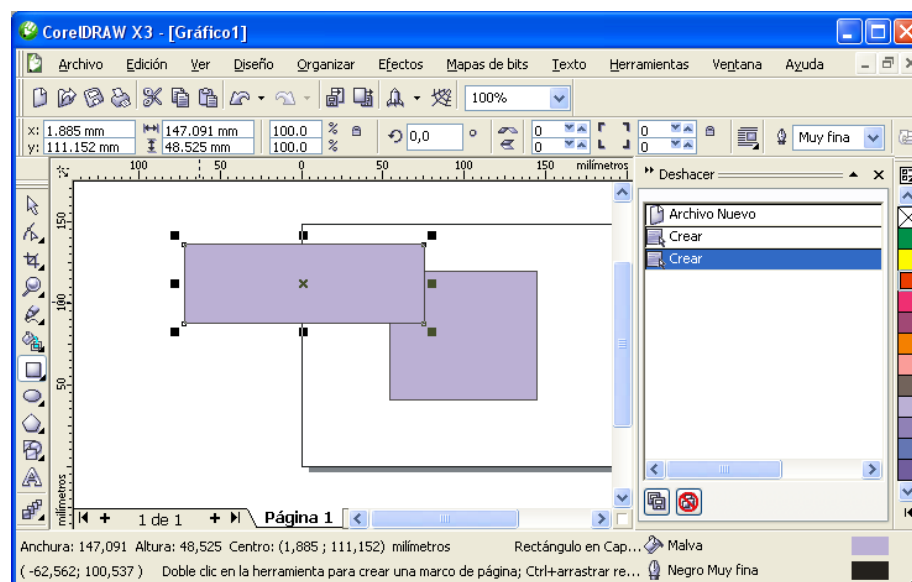 CorelDRAW X3 - [Gráfico1]
Archivo Edición Ver Diseño Organizar Efectos Mapas de bits Texto Herramientas Ventana Ayuda
100%
x: 1.885 mm 147.091 mm 100.0 % 0,0 ° 0 0 Muy fina
y: 111.152 mm 48.525 mm 100.0 % 0 0
100 50 0 50 100 150 milímetros
Deshacer
Archivo Nuevo
Crear
Crear
150
100
50
milímetros
1 de 1 Página 1
Anchura: 147,091 Altura: 48,525 Centro: (1,885 ; 111,152) milímetros Rectángulo en Cap... Malva
( -62,562; 100,537 ) Doble clic en la herramienta para crear una marco de página; Ctrl+arrastrar re... Negro Muy fina